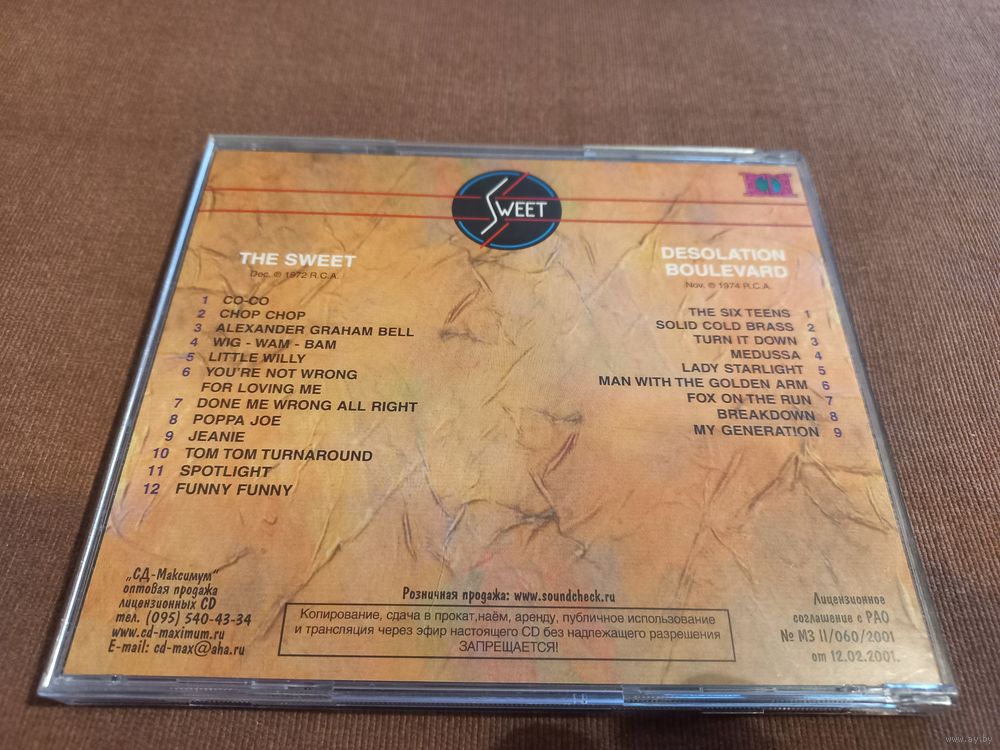 SWEET
CD
THE SWEET
Dec. ℗ 1972 R.C.A.
1 CO-CO
2 CHOP CHOP
3 ALEXANDER GRAHAM BELL
4 WIG - WAM - BAM
5 LITTLE WILLY
6 YOU'RE NOT WRONG
FOR LOVING ME
7 DONE ME WRONG ALL RIGHT
8 POPPA JOE
9 JEANIE
10 TOM TOM TURNAROUND
11 SPOTLIGHT
12 FUNNY FUNNY
DESOLATION
BOULEVARD
Nov. ℗ 1974 R.C.A.
THE SIX TEENS 1
SOLID COLD BRASS 2
TURN IT DOWN 3
MEDUSSA 4
LADY STARLIGHT 5
MAN WITH THE GOLDEN ARM 6
FOX ON THE RUN 7
BREAKDOWN 8
MY GENERATION 9
„СД-Максимум"
оптовая продажа
лицензионных CD
тел. (095) 540-43-34
www.cd-maximum.ru
E-mail: cd-max@aha.ru
Розничная продажа: www.soundcheck.ru
Копирование, сдача в прокат,наём, аренду, публичное использование
и трансляция через эфир настоящего CD без надлежащего разрешения
ЗАПРЕЩАЕТСЯ!
Лицензионное
соглашение с РАО
№ МЗ II/060/2001
от 12.02.2001.
www.ay.by